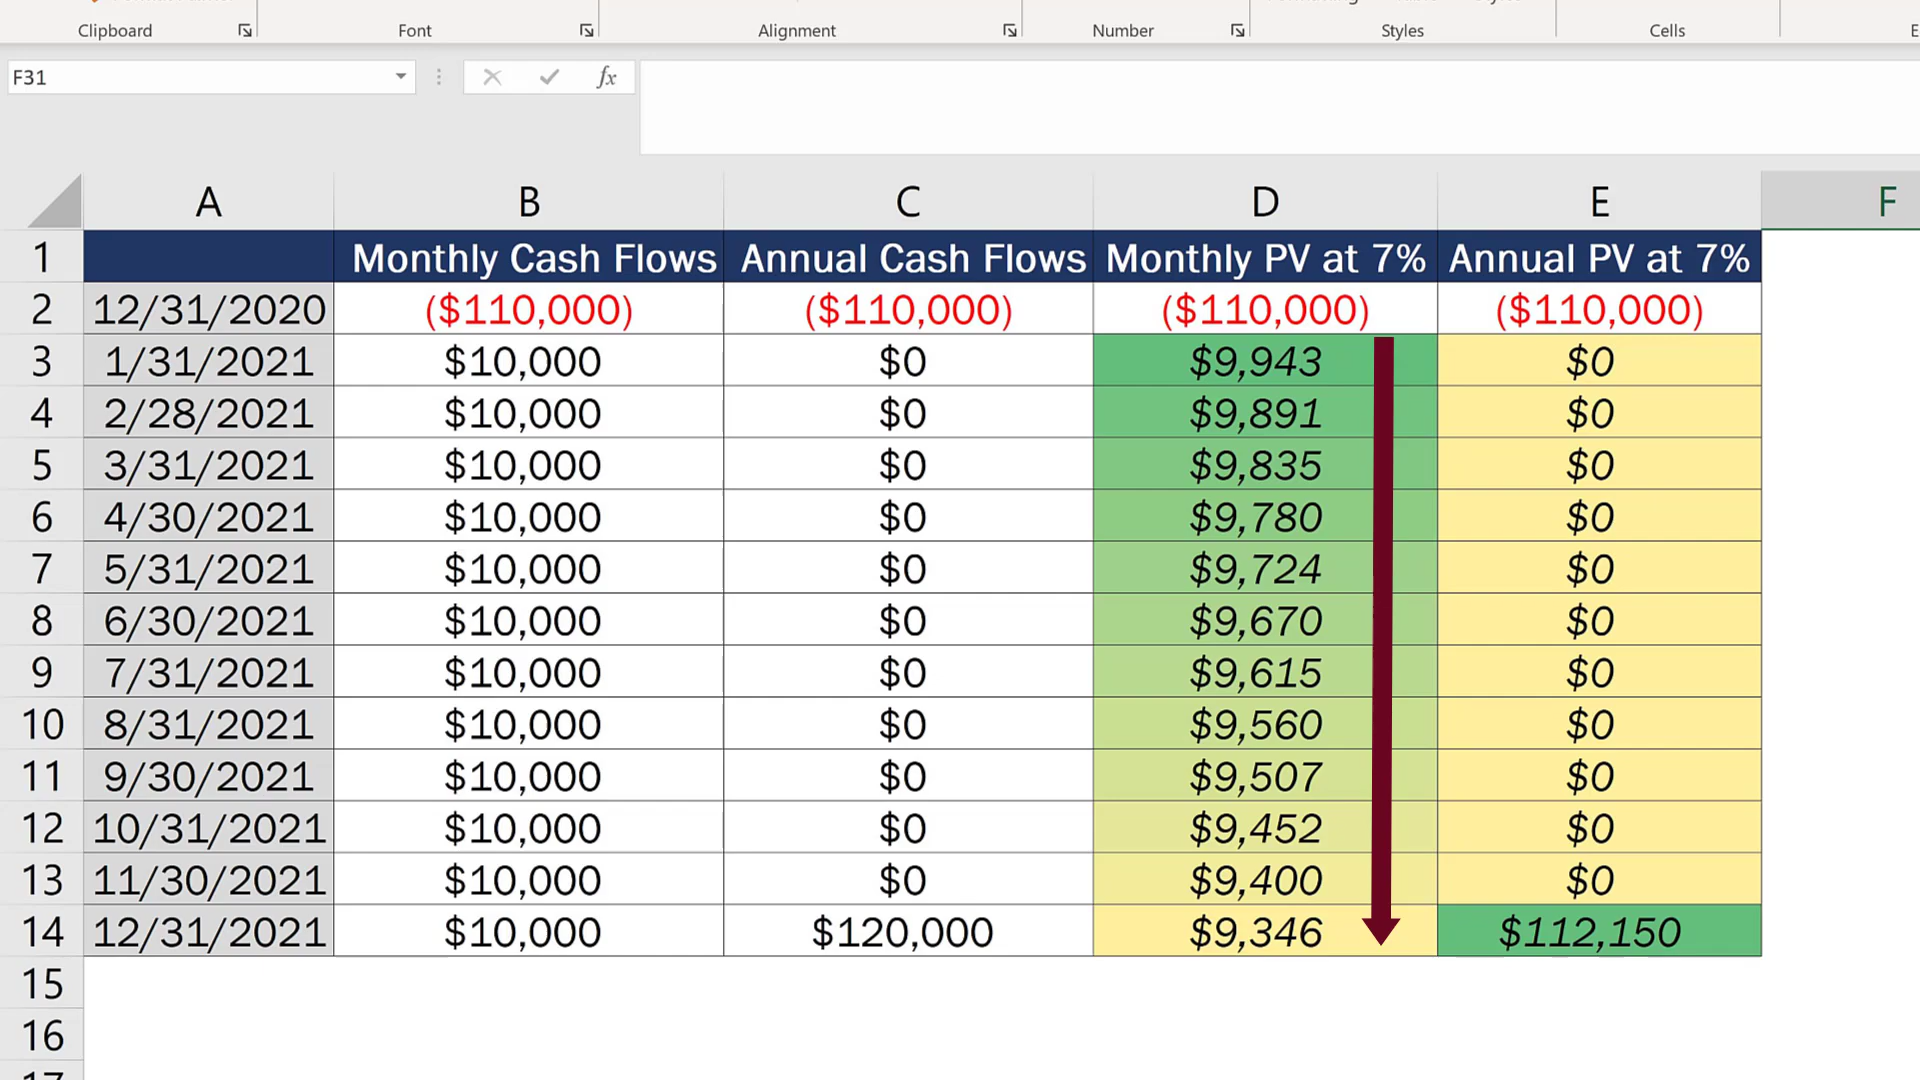 Clipboard Font Alignment Number Styles Cells
F31 fx
A B C D E F
1 Monthly Cash Flows Annual Cash Flows Monthly PV at 7% Annual PV at 7%
2 12/31/2020 ($110,000) ($110,000) ($110,000) ($110,000)
3 1/31/2021 $10,000 $0 $9,943 $0
4 2/28/2021 $10,000 $0 $9,891 $0
5 3/31/2021 $10,000 $0 $9,835 $0
6 4/30/2021 $10,000 $0 $9,780 $0
7 5/31/2021 $10,000 $0 $9,724 $0
8 6/30/2021 $10,000 $0 $9,670 $0
9 7/31/2021 $10,000 $0 $9,615 $0
10 8/31/2021 $10,000 $0 $9,560 $0
11 9/30/2021 $10,000 $0 $9,507 $0
12 10/31/2021 $10,000 $0 $9,452 $0
13 11/30/2021 $10,000 $0 $9,400 $0
14 12/31/2021 $10,000 $120,000 $9,346 $112,150
15
16